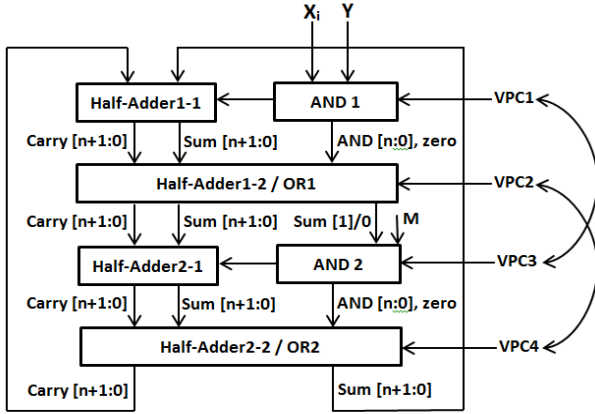 Xi Y
Half-Adder1-1 AND 1 VPC1
Carry [n+1:0] Sum [n+1:0] AND [n:0], zero
Half-Adder1-2 / OR1 VPC2
Carry [n+1:0] Sum [n+1:0] Sum [1]/0 M
Half-Adder2-1 AND 2 VPC3
Carry [n+1:0] Sum [n+1:0] AND [n:0], zero
Half-Adder2-2 / OR2 VPC4
Carry [n+1:0] Sum [n+1:0]